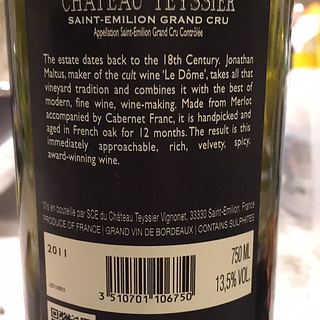 CHATEAU TEYSSIER
SAINT-EMILION GRAND CRU
Appellation Saint-Emilion Grand Cru Contrôlée
The estate dates back to the 18th Century. Jonathan
Maltus, maker of the cult wine 'Le Dôme', takes all that
vineyard tradition and combines it with the best of
modern, fine wine, wine-making. Made from Merlot
accompanied by Cabernet Franc, it is handpicked and
aged in French oak for 12 months. The result is this
immediately approachable, rich, velvety, spicy,
award-winning wine.
Mis en bouteille par SCE du Château Teyssier Vignonet, 33330 Saint-Emilion, France
PRODUCE OF FRANCE | GRAND VIN DE BORDEAUX | CONTAINS SULPHITES
2011
750 ML
13,5% VOL.
3 510701 106750